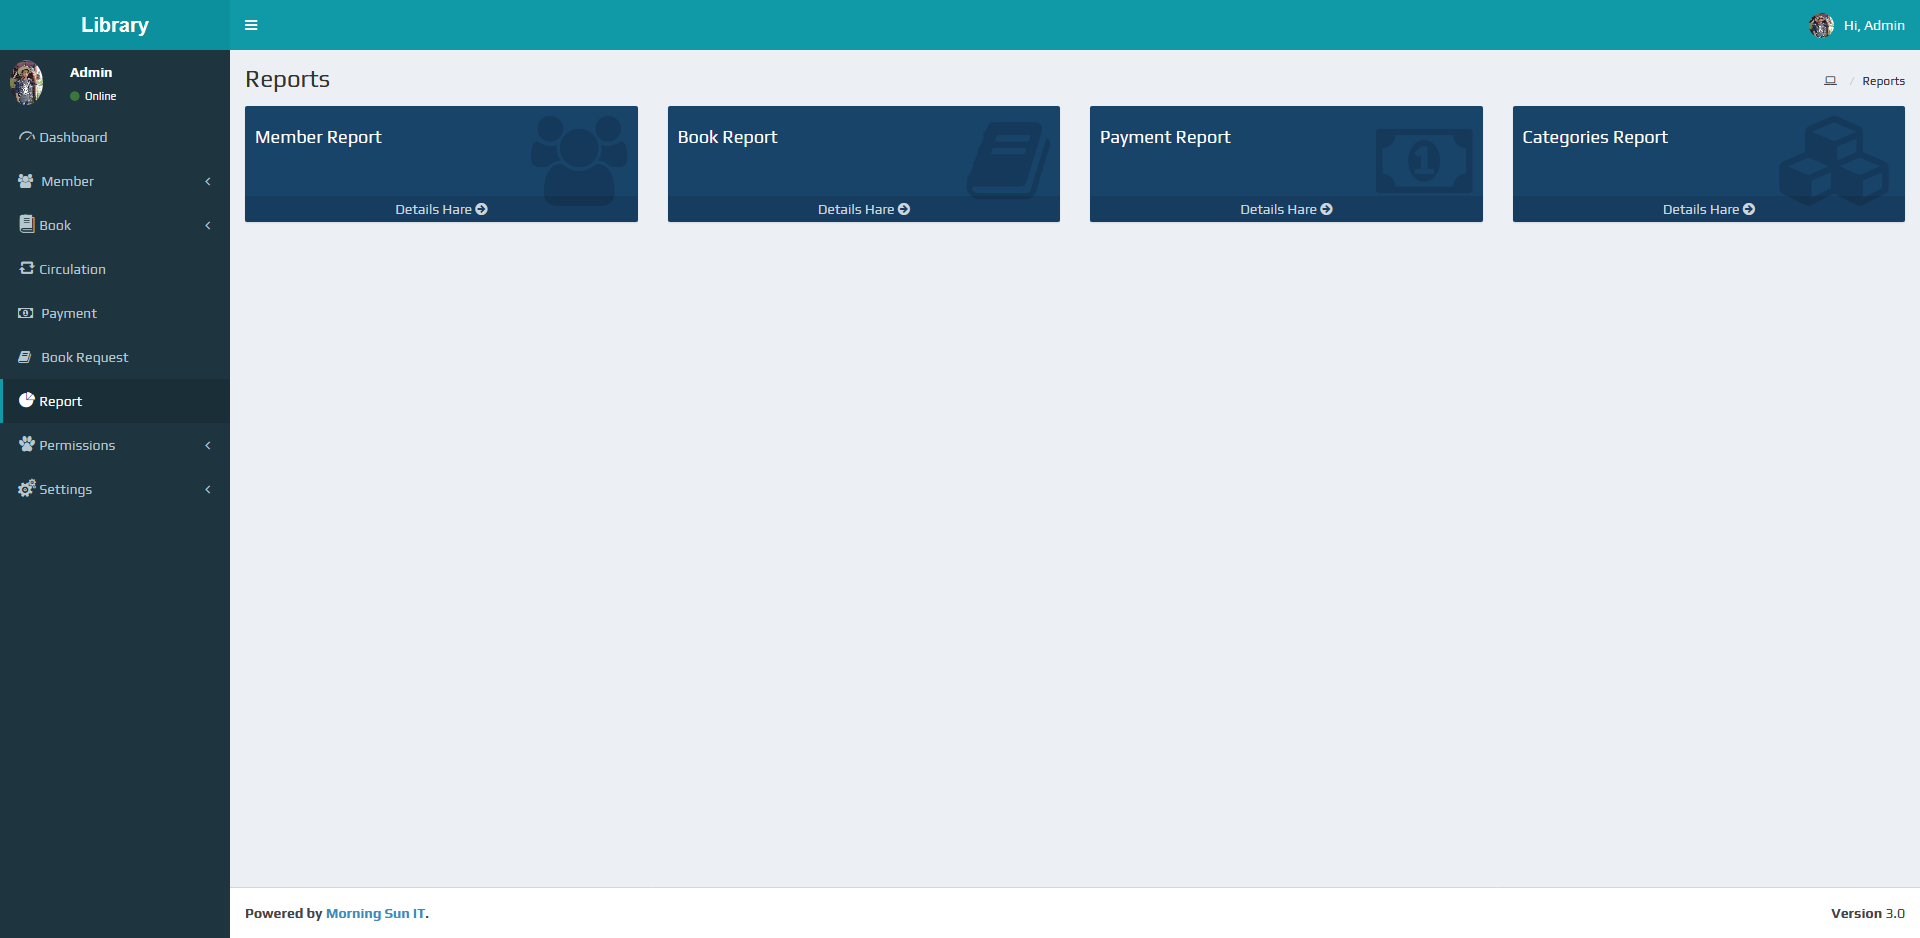 Library
Hi, Admin
Admin
Online
Dashboard
Member
Book
Circulation
Payment
Book Request
Report
Permissions
Settings
Reports
/ Reports
Member Report
Details Hare
Book Report
Details Hare
Payment Report
1
Details Hare
Categories Report
Details Hare
Powered by Morning Sun IT.
Version 3.0